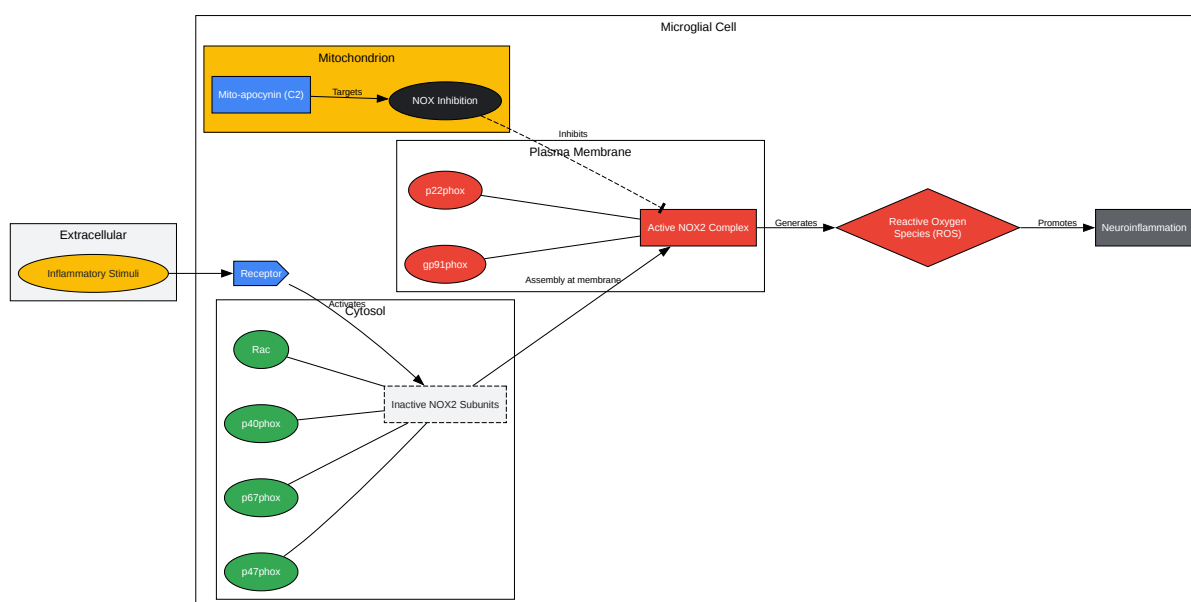 Microglial Cell
Mitochondrion
Mito-apocynin (C2)
Targets
NOX Inhibition
Inhibits
Plasma Membrane
p22phox
gp91phox
Active NOX2 Complex
Assembly at membrane
Generates
Reactive Oxygen
Species (ROS)
Promotes
Neuroinflammation
Extracellular
Inflammatory Stimuli
Receptor
Activates
Cytosol
Rac
p40phox
p67phox
p47phox
Inactive NOX2 Subunits